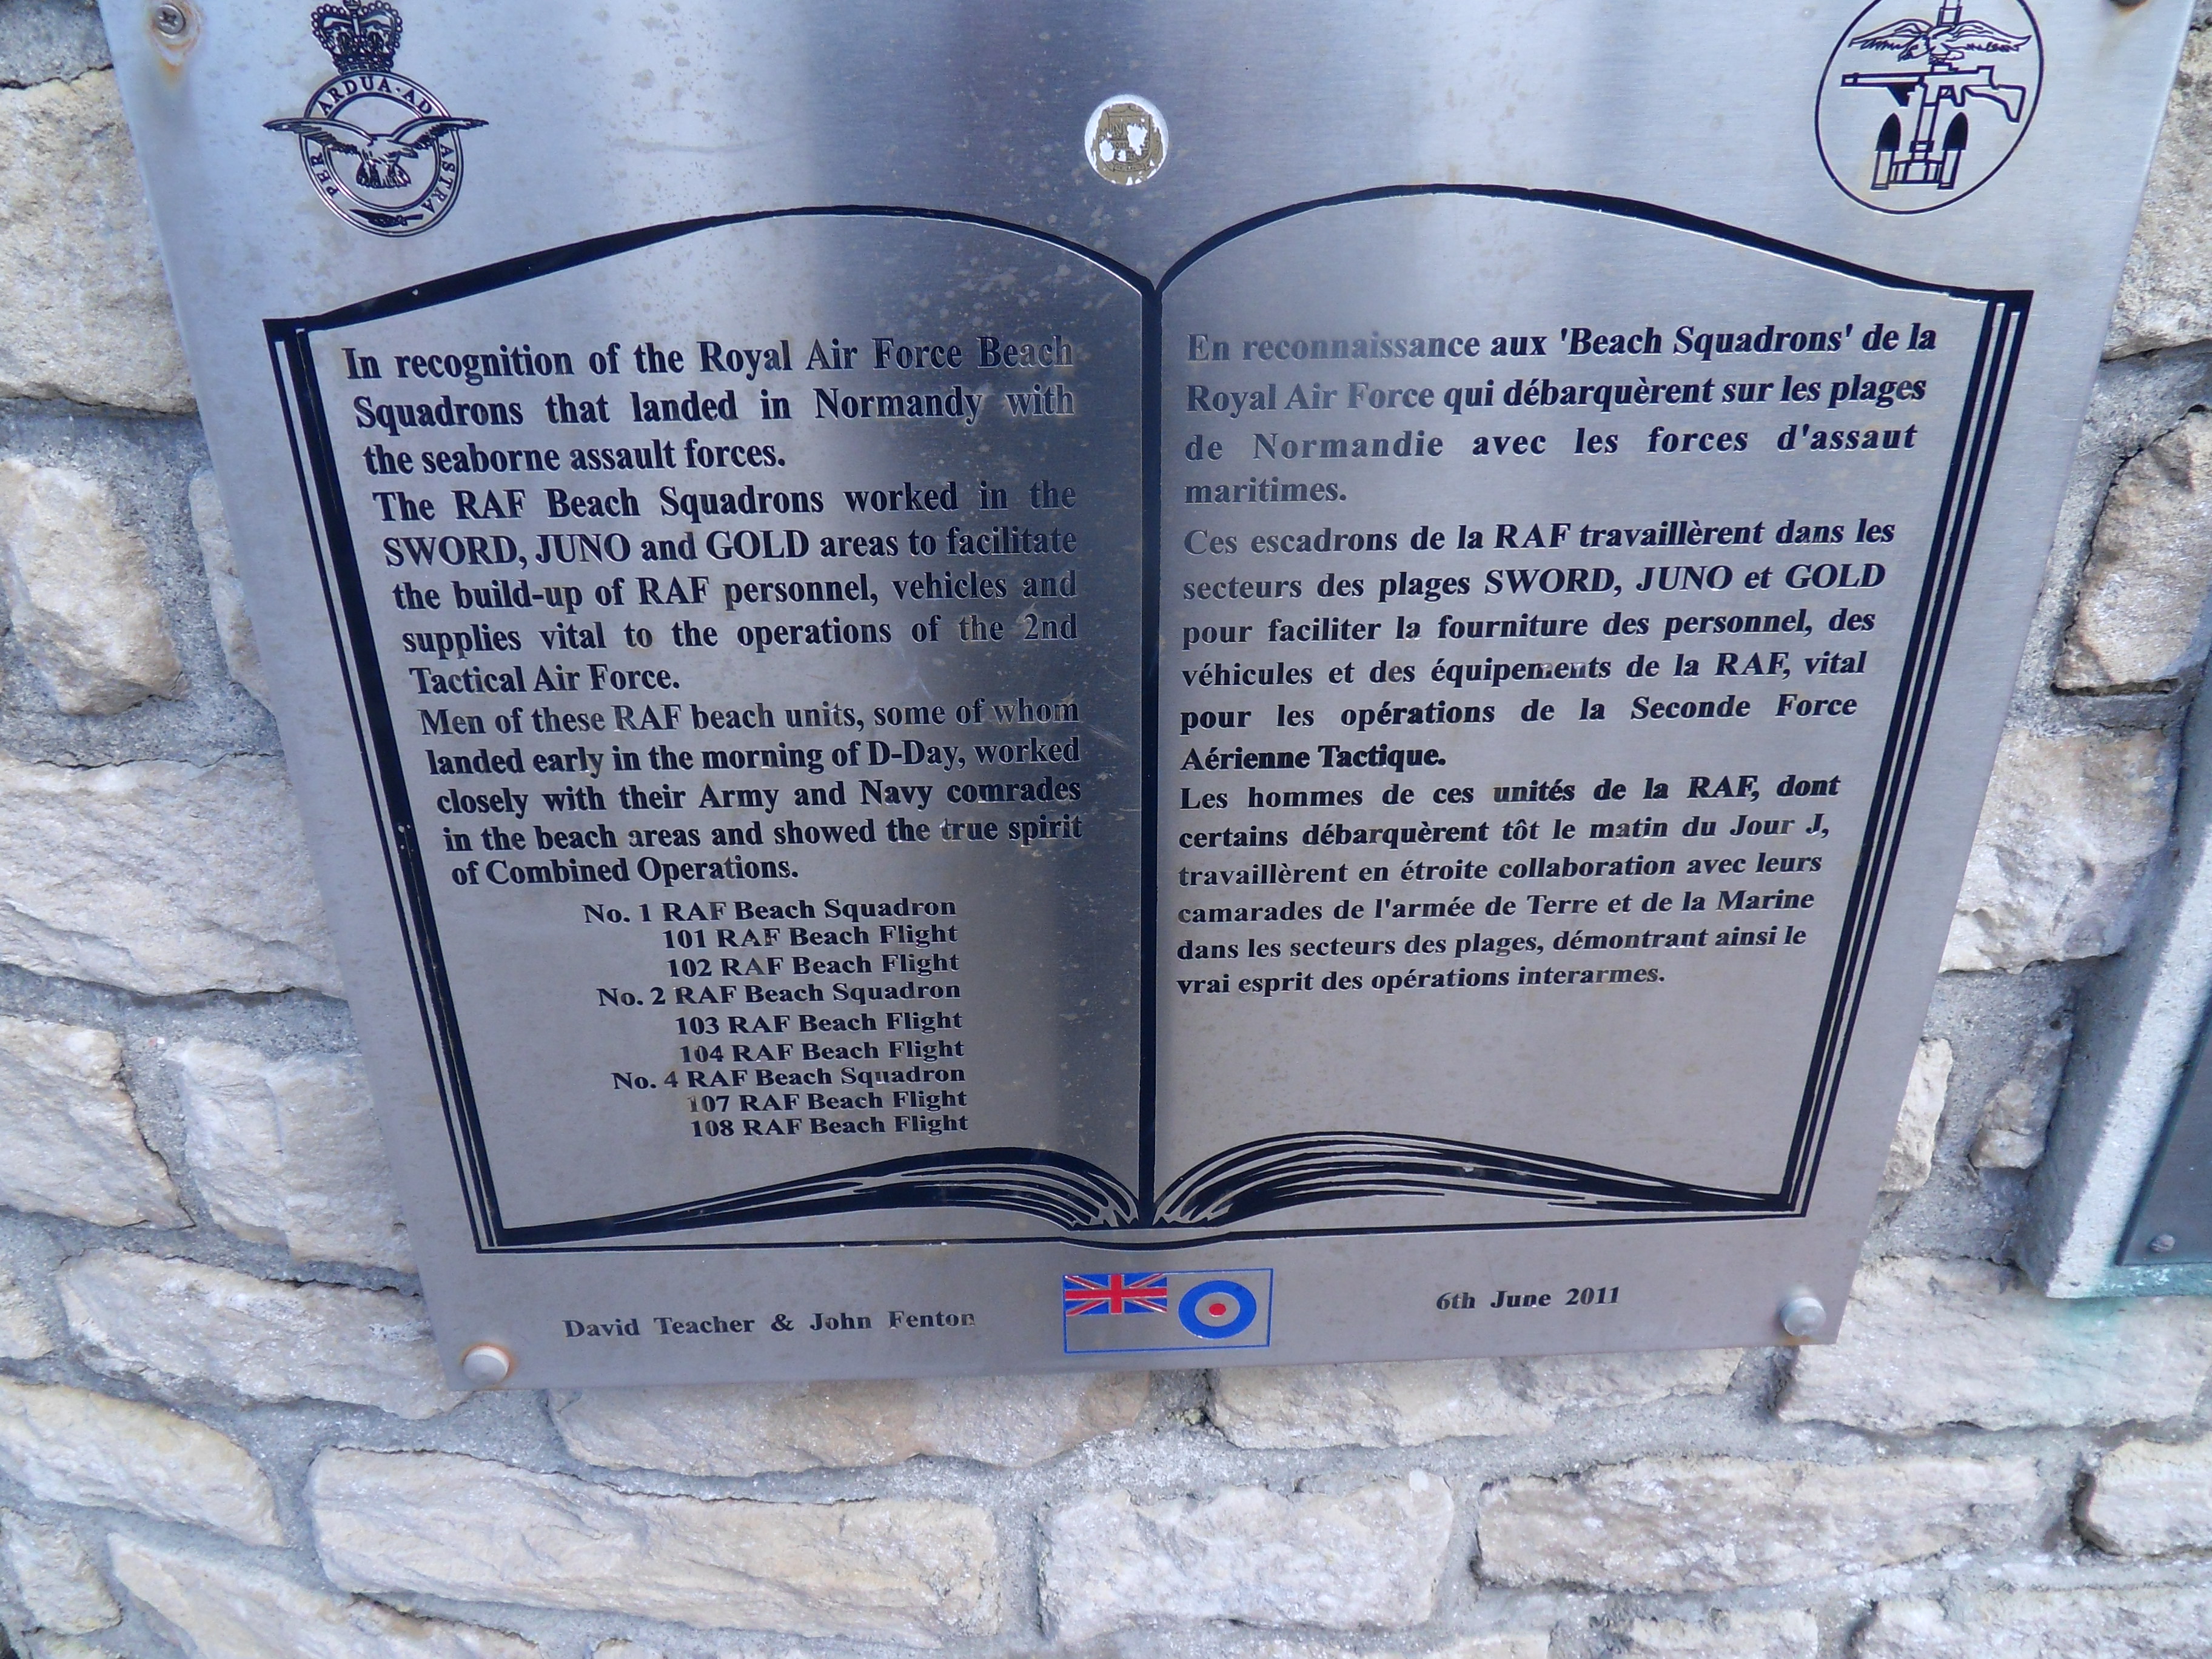 PER ARDUA · AD ASTRA
In recognition of the Royal Air Force Beach
Squadrons that landed in Normandy with
the seaborne assault forces.
The RAF Beach Squadrons worked in the
SWORD, JUNO and GOLD areas to facilitate
the build-up of RAF personnel, vehicles and
supplies vital to the operations of the 2nd
Tactical Air Force.
Men of these RAF beach units, some of whom
landed early in the morning of D-Day, worked
closely with their Army and Navy comrades
in the beach areas and showed the true spirit
of Combined Operations.
No. 1 RAF Beach Squadron
101 RAF Beach Flight
102 RAF Beach Flight
No. 2 RAF Beach Squadron
103 RAF Beach Flight
104 RAF Beach Flight
No. 4 RAF Beach Squadron
107 RAF Beach Flight
108 RAF Beach Flight
En reconnaissance aux 'Beach Squadrons' de la
Royal Air Force qui débarquèrent sur les plages
de Normandie avec les forces d'assaut
maritimes.
Ces escadrons de la RAF travaillèrent dans les
secteurs des plages SWORD, JUNO et GOLD
pour faciliter la fourniture des personnel, des
véhicules et des équipements de la RAF, vital
pour les opérations de la Seconde Force
Aérienne Tactique.
Les hommes de ces unités de la RAF, dont
certains débarquèrent tôt le matin du Jour J,
travaillèrent en étroite collaboration avec leurs
camarades de l'armée de Terre et de la Marine
dans les secteurs des plages, démontrant ainsi le
vrai esprit des opérations interarmes.
David Teacher & John Fenton
6th June 2011